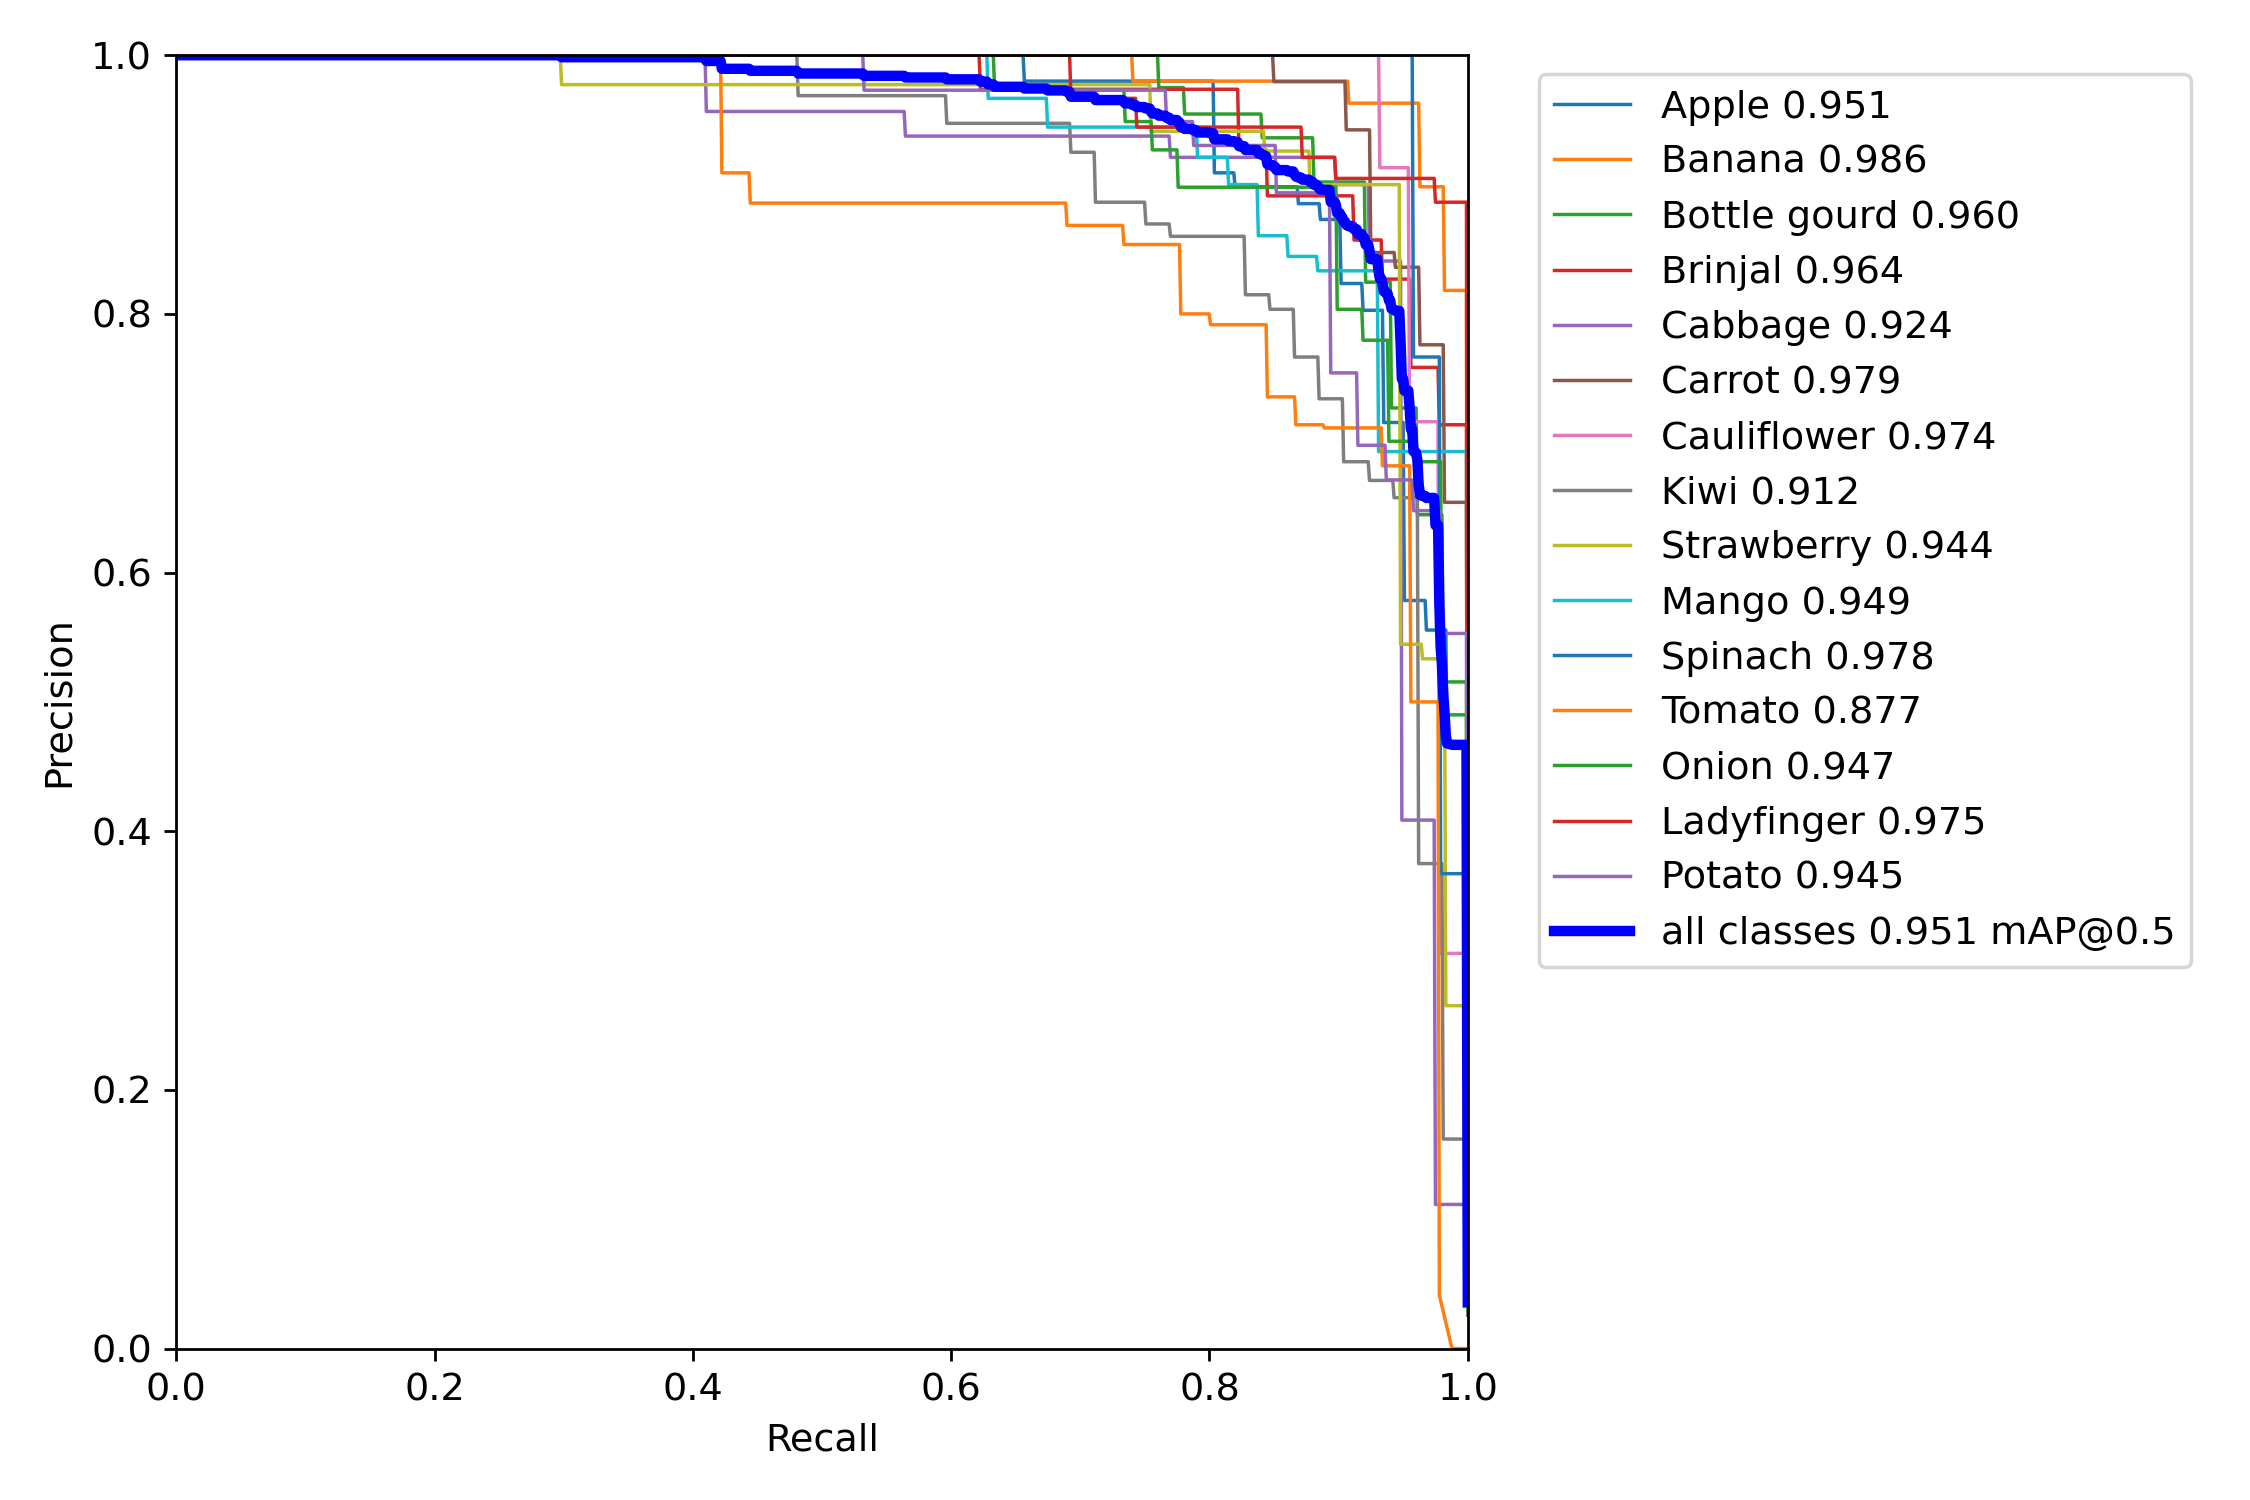 1.0
0.8
0.6
0.4
0.2
0.0
0.0 0.2 0.4 0.6 0.8 1.0
Precision
Recall
Apple 0.951
Banana 0.986
Bottle gourd 0.960
Brinjal 0.964
Cabbage 0.924
Carrot 0.979
Cauliflower 0.974
Kiwi 0.912
Strawberry 0.944
Mango 0.949
Spinach 0.978
Tomato 0.877
Onion 0.947
Ladyfinger 0.975
Potato 0.945
all classes 0.951 mAP@0.5